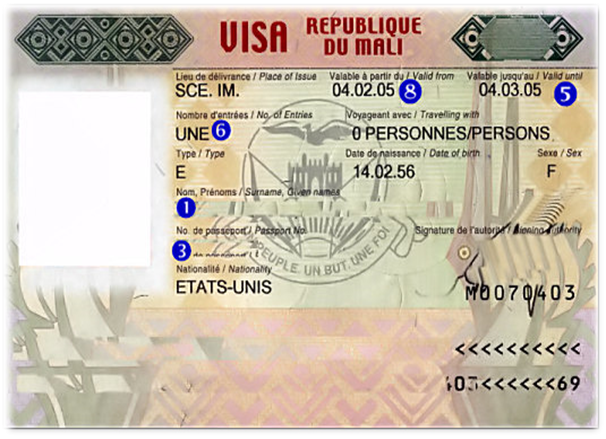 VISA REPUBLIQUE
DU MALI
Lieu de délivrance / Place of Issue Valable à partir du / Valid from Valable jusqu'au / Valid until
SCE. IM. 04.02.05 8 04.03.05 5
Nombre d'entrées / No. of Entries Voyageant avec / Travelling with
UNE 6 0 PERSONNES/PERSONS
Type / Type Date de naissance / Date of birth Sexe / Sex
E 14.02.56 F
Nom, Prénoms / Surname, Given names
1
No. de passeport / Passport No. Signature de l'autorité / Signing Authority
3
PEUPLE UN BUT UNE FOI
Nationalité / Nationality
ETATS-UNIS M0070403
<<<<<<<<<<
03<<<<<<69